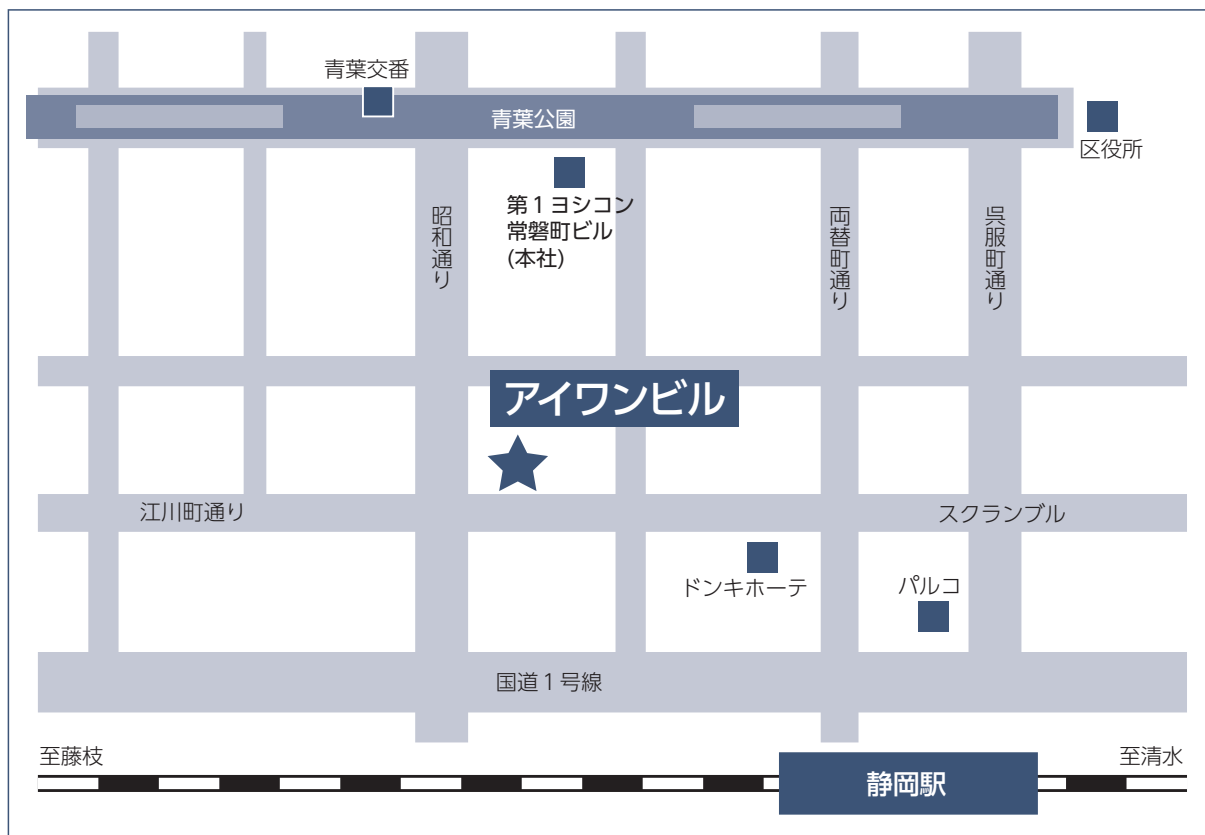 青葉交番
青葉公園
区役所
第１ヨシコン
常磐町ビル
(本社)
昭和通り
両替町通り
呉服町通り
アイワンビル
江川町通り
スクランブル
ドンキホーテ
パルコ
国道１号線
至藤枝
至清水
静岡駅